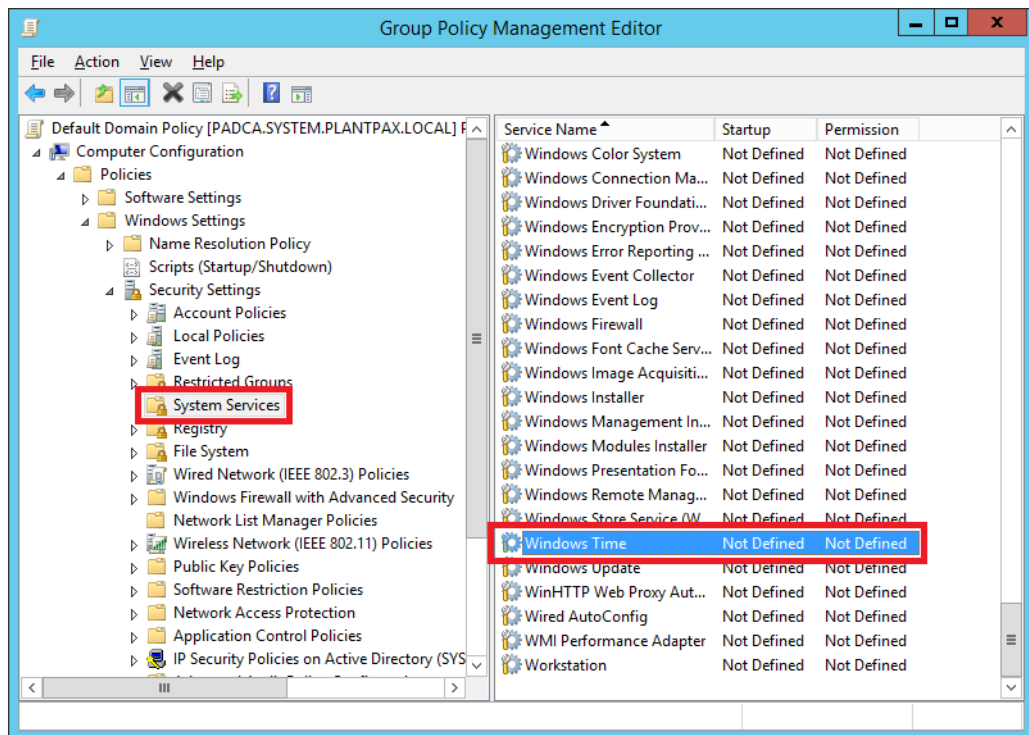 Group Policy Management Editor
File Action View Help
Default Domain Policy [PADCA.SYSTEM.PLANTPAX.LOCAL]
Computer Configuration
Policies
Software Settings
Windows Settings
Name Resolution Policy
Scripts (Startup/Shutdown)
Security Settings
Account Policies
Local Policies
Event Log
Restricted Groups
System Services
Registry
File System
Wired Network (IEEE 802.3) Policies
Windows Firewall with Advanced Security
Network List Manager Policies
Wireless Network (IEEE 802.11) Policies
Public Key Policies
Software Restriction Policies
Network Access Protection
Application Control Policies
IP Security Policies on Active Directory (SYS
Service Name Startup Permission
Windows Color System Not Defined Not Defined
Windows Connection Ma... Not Defined Not Defined
Windows Driver Foundati... Not Defined Not Defined
Windows Encryption Prov... Not Defined Not Defined
Windows Error Reporting ... Not Defined Not Defined
Windows Event Collector Not Defined Not Defined
Windows Event Log Not Defined Not Defined
Windows Firewall Not Defined Not Defined
Windows Font Cache Serv... Not Defined Not Defined
Windows Image Acquisiti... Not Defined Not Defined
Windows Installer Not Defined Not Defined
Windows Management In... Not Defined Not Defined
Windows Modules Installer Not Defined Not Defined
Windows Presentation Fo... Not Defined Not Defined
Windows Remote Manag... Not Defined Not Defined
Windows Store Service (W... Not Defined Not Defined
Windows Time Not Defined Not Defined
Windows Update Not Defined Not Defined
WinHTTP Web Proxy Aut... Not Defined Not Defined
Wired AutoConfig Not Defined Not Defined
WMI Performance Adapter Not Defined Not Defined
Workstation Not Defined Not Defined